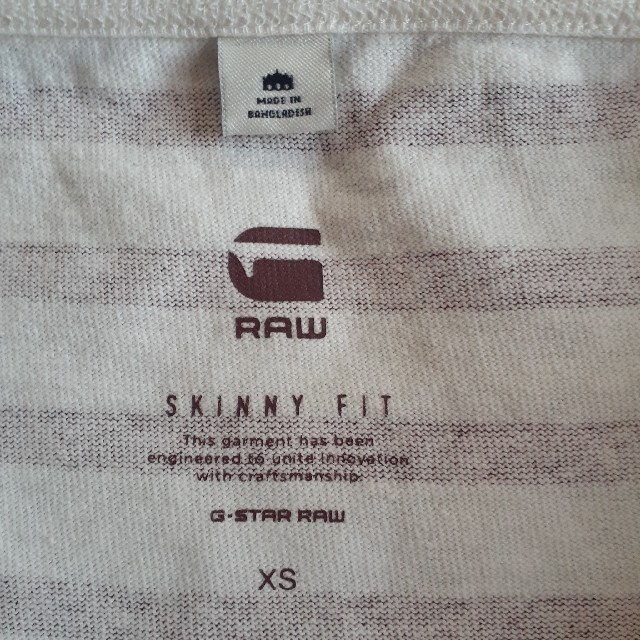 MADE IN
BANGLADESH
G
RAW
SKINNY FIT
This garment has been
engineered to unite innovation
with craftsmanship.
G-STAR RAW
XS